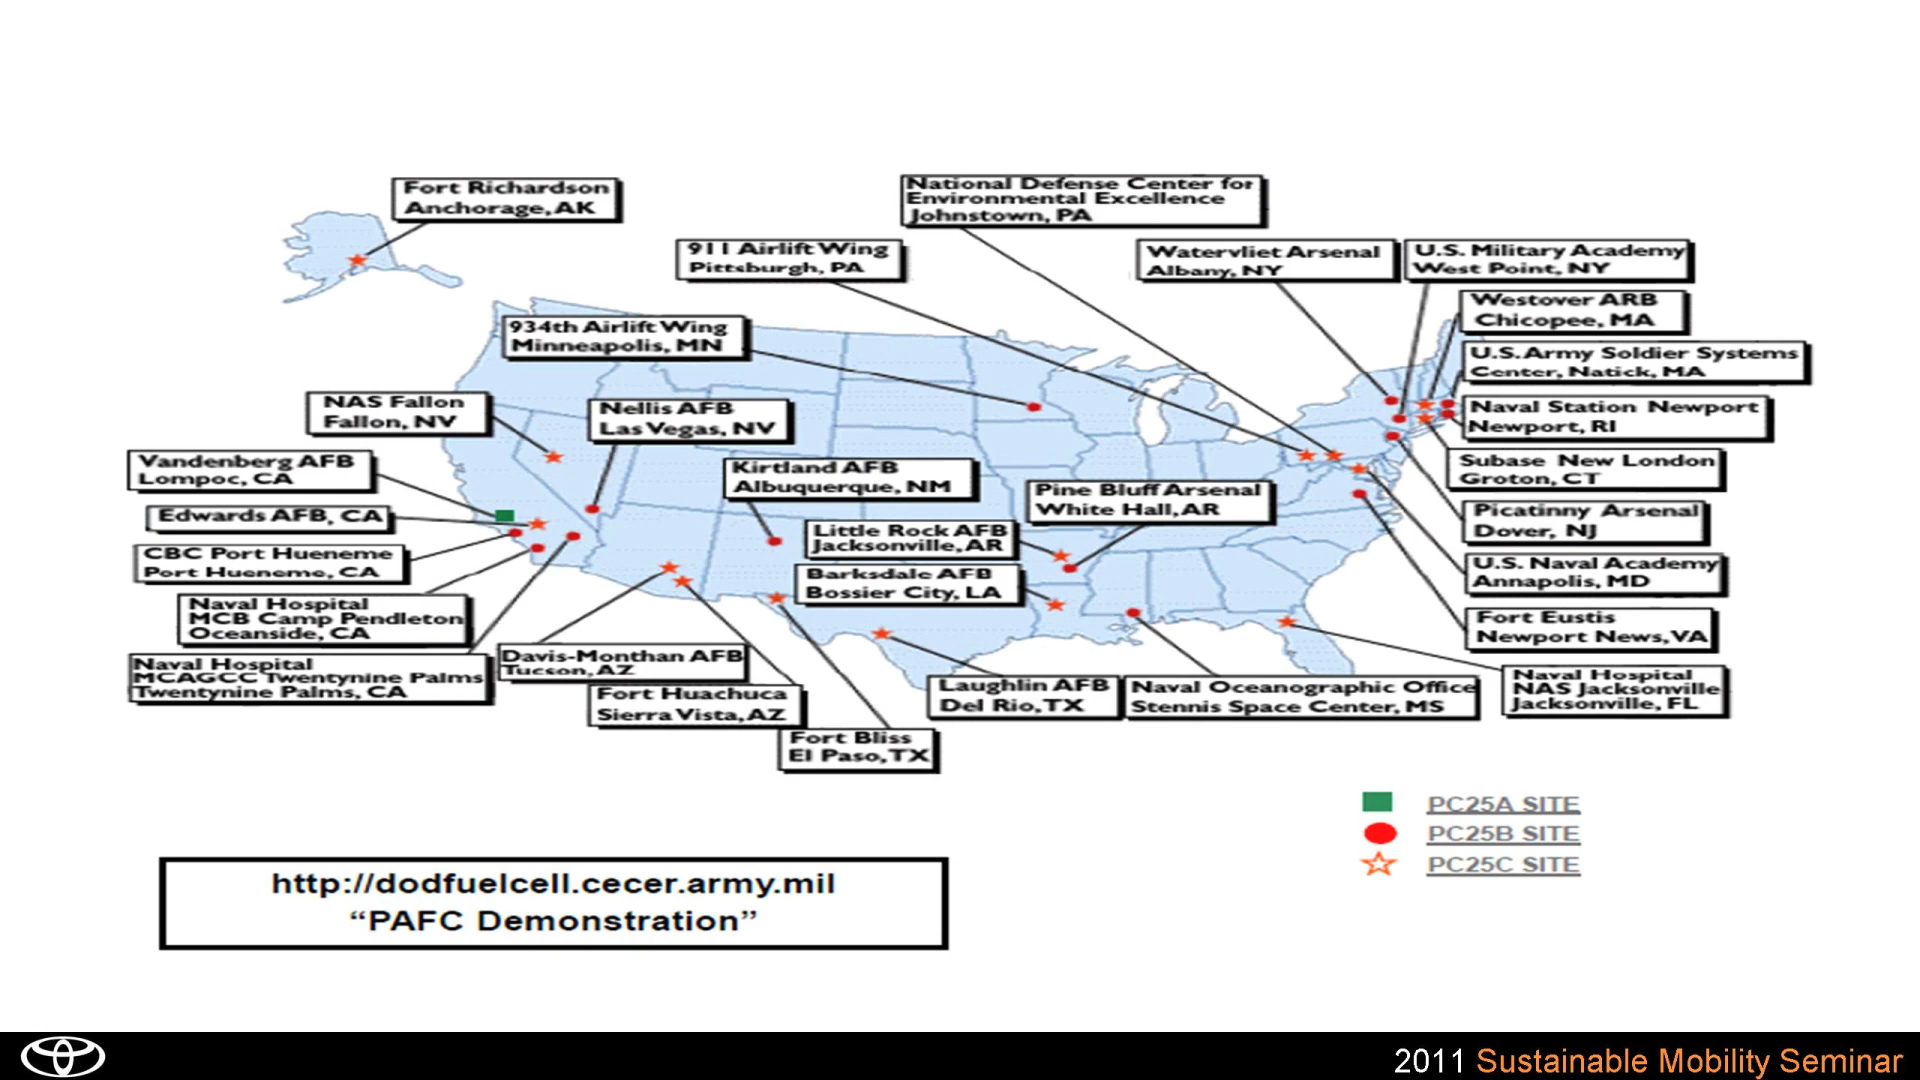 Fort Richardson
Anchorage, AK
National Defense Center for
Environmental Excellence
Johnstown, PA
911 Airlift Wing
Pittsburgh, PA
Watervliet Arsenal
Albany, NY
U.S. Military Academy
West Point, NY
Westover ARB
Chicopee, MA
934th Airlift Wing
Minneapolis, MN
U.S. Army Soldier Systems
Center, Natick, MA
NAS Fallon
Fallon, NV
Nellis AFB
Las Vegas, NV
Naval Station Newport
Newport, RI
Vandenberg AFB
Lompoc, CA
Kirtland AFB
Albuquerque, NM
Subase New London
Groton, CT
Pine Bluff Arsenal
White Hall, AR
Edwards AFB, CA
Picatinny Arsenal
Dover, NJ
Little Rock AFB
Jacksonville, AR
CBC Port Hueneme
Port Hueneme, CA
U.S. Naval Academy
Annapolis, MD
Barksdale AFB
Bossier City, LA
Naval Hospital
MCB Camp Pendleton
Oceanside, CA
Fort Eustis
Newport News, VA
Naval Hospital
MCAGCC Twentynine Palms
Twentynine Palms, CA
Davis-Monthan AFB
Tucson, AZ
Fort Huachuca
Sierra Vista, AZ
Laughlin AFB
Del Rio, TX
Naval Oceanographic Office
Stennis Space Center, MS
Naval Hospital
NAS Jacksonville
Jacksonville, FL
Fort Bliss
El Paso, TX
PC25A SITE
PC25B SITE
PC25C SITE
http://dodfuelcell.cecer.army.mil
“PAFC Demonstration”
2011 Sustainable Mobility Seminar